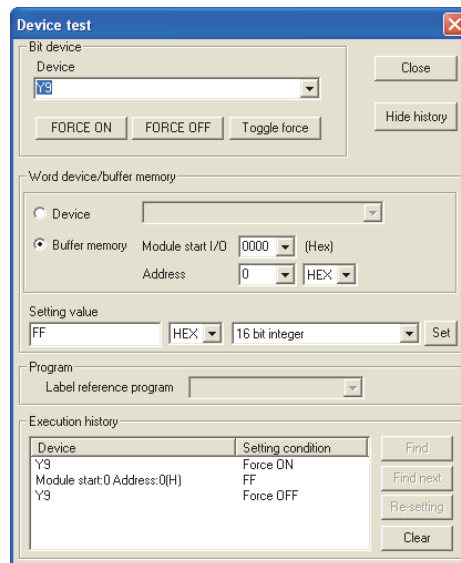 Device test
Bit device
Device
Y9
Close
FORCE ON FORCE OFF Toggle force
Hide history
Word device/buffer memory
Device
Buffer memory Module start I/O 0000 (Hex)
Address 0 HEX
Setting value
FF HEX 16 bit integer Set
Program
Label reference program
Execution history
Device Setting condition
Y9 Force ON
Module start:0 Address:0(H) FF
Y9 Force OFF
Find
Find next
Re-setting
Clear